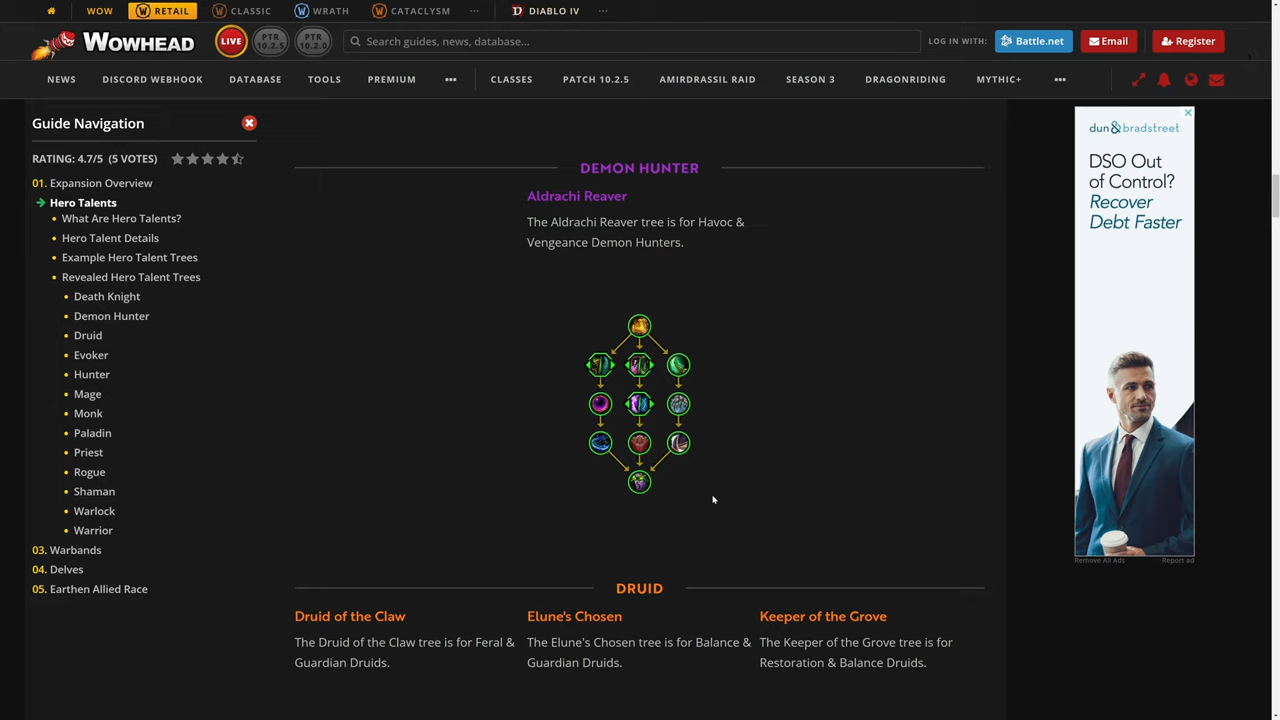 WOW
RETAIL
CLASSIC
WRATH
CATACLYSM
...
DIABLO IV
...
WOWHEAD
LIVE
PTR
10.2.5
PTR
10.2.0
Search guides, news, database...
LOG IN WITH:
Battle.net
Email
Register
NEWS
DISCORD WEBHOOK
DATABASE
TOOLS
PREMIUM
•••
CLASSES
PATCH 10.2.5
AMIRDRASSIL RAID
SEASON 3
DRAGONRIDING
MYTHIC+
•••
Guide Navigation
RATING: 4.7/5 (5 VOTES)
01. Expansion Overview
Hero Talents
What Are Hero Talents?
Hero Talent Details
Example Hero Talent Trees
Revealed Hero Talent Trees
Death Knight
Demon Hunter
Druid
Evoker
Hunter
Mage
Monk
Paladin
Priest
Rogue
Shaman
Warlock
Warrior
03. Warbands
04. Delves
05. Earthen Allied Race
DEMON HUNTER
Aldrachi Reaver
The Aldrachi Reaver tree is for Havoc &
Vengeance Demon Hunters.
DRUID
Druid of the Claw
The Druid of the Claw tree is for Feral &
Guardian Druids.
Elune's Chosen
The Elune's Chosen tree is for Balance &
Guardian Druids.
Keeper of the Grove
The Keeper of the Grove tree is for
Restoration & Balance Druids.
dun & bradstreet
DSO Out
of Control?
Recover
Debt Faster
Remove All Ads
Report ad